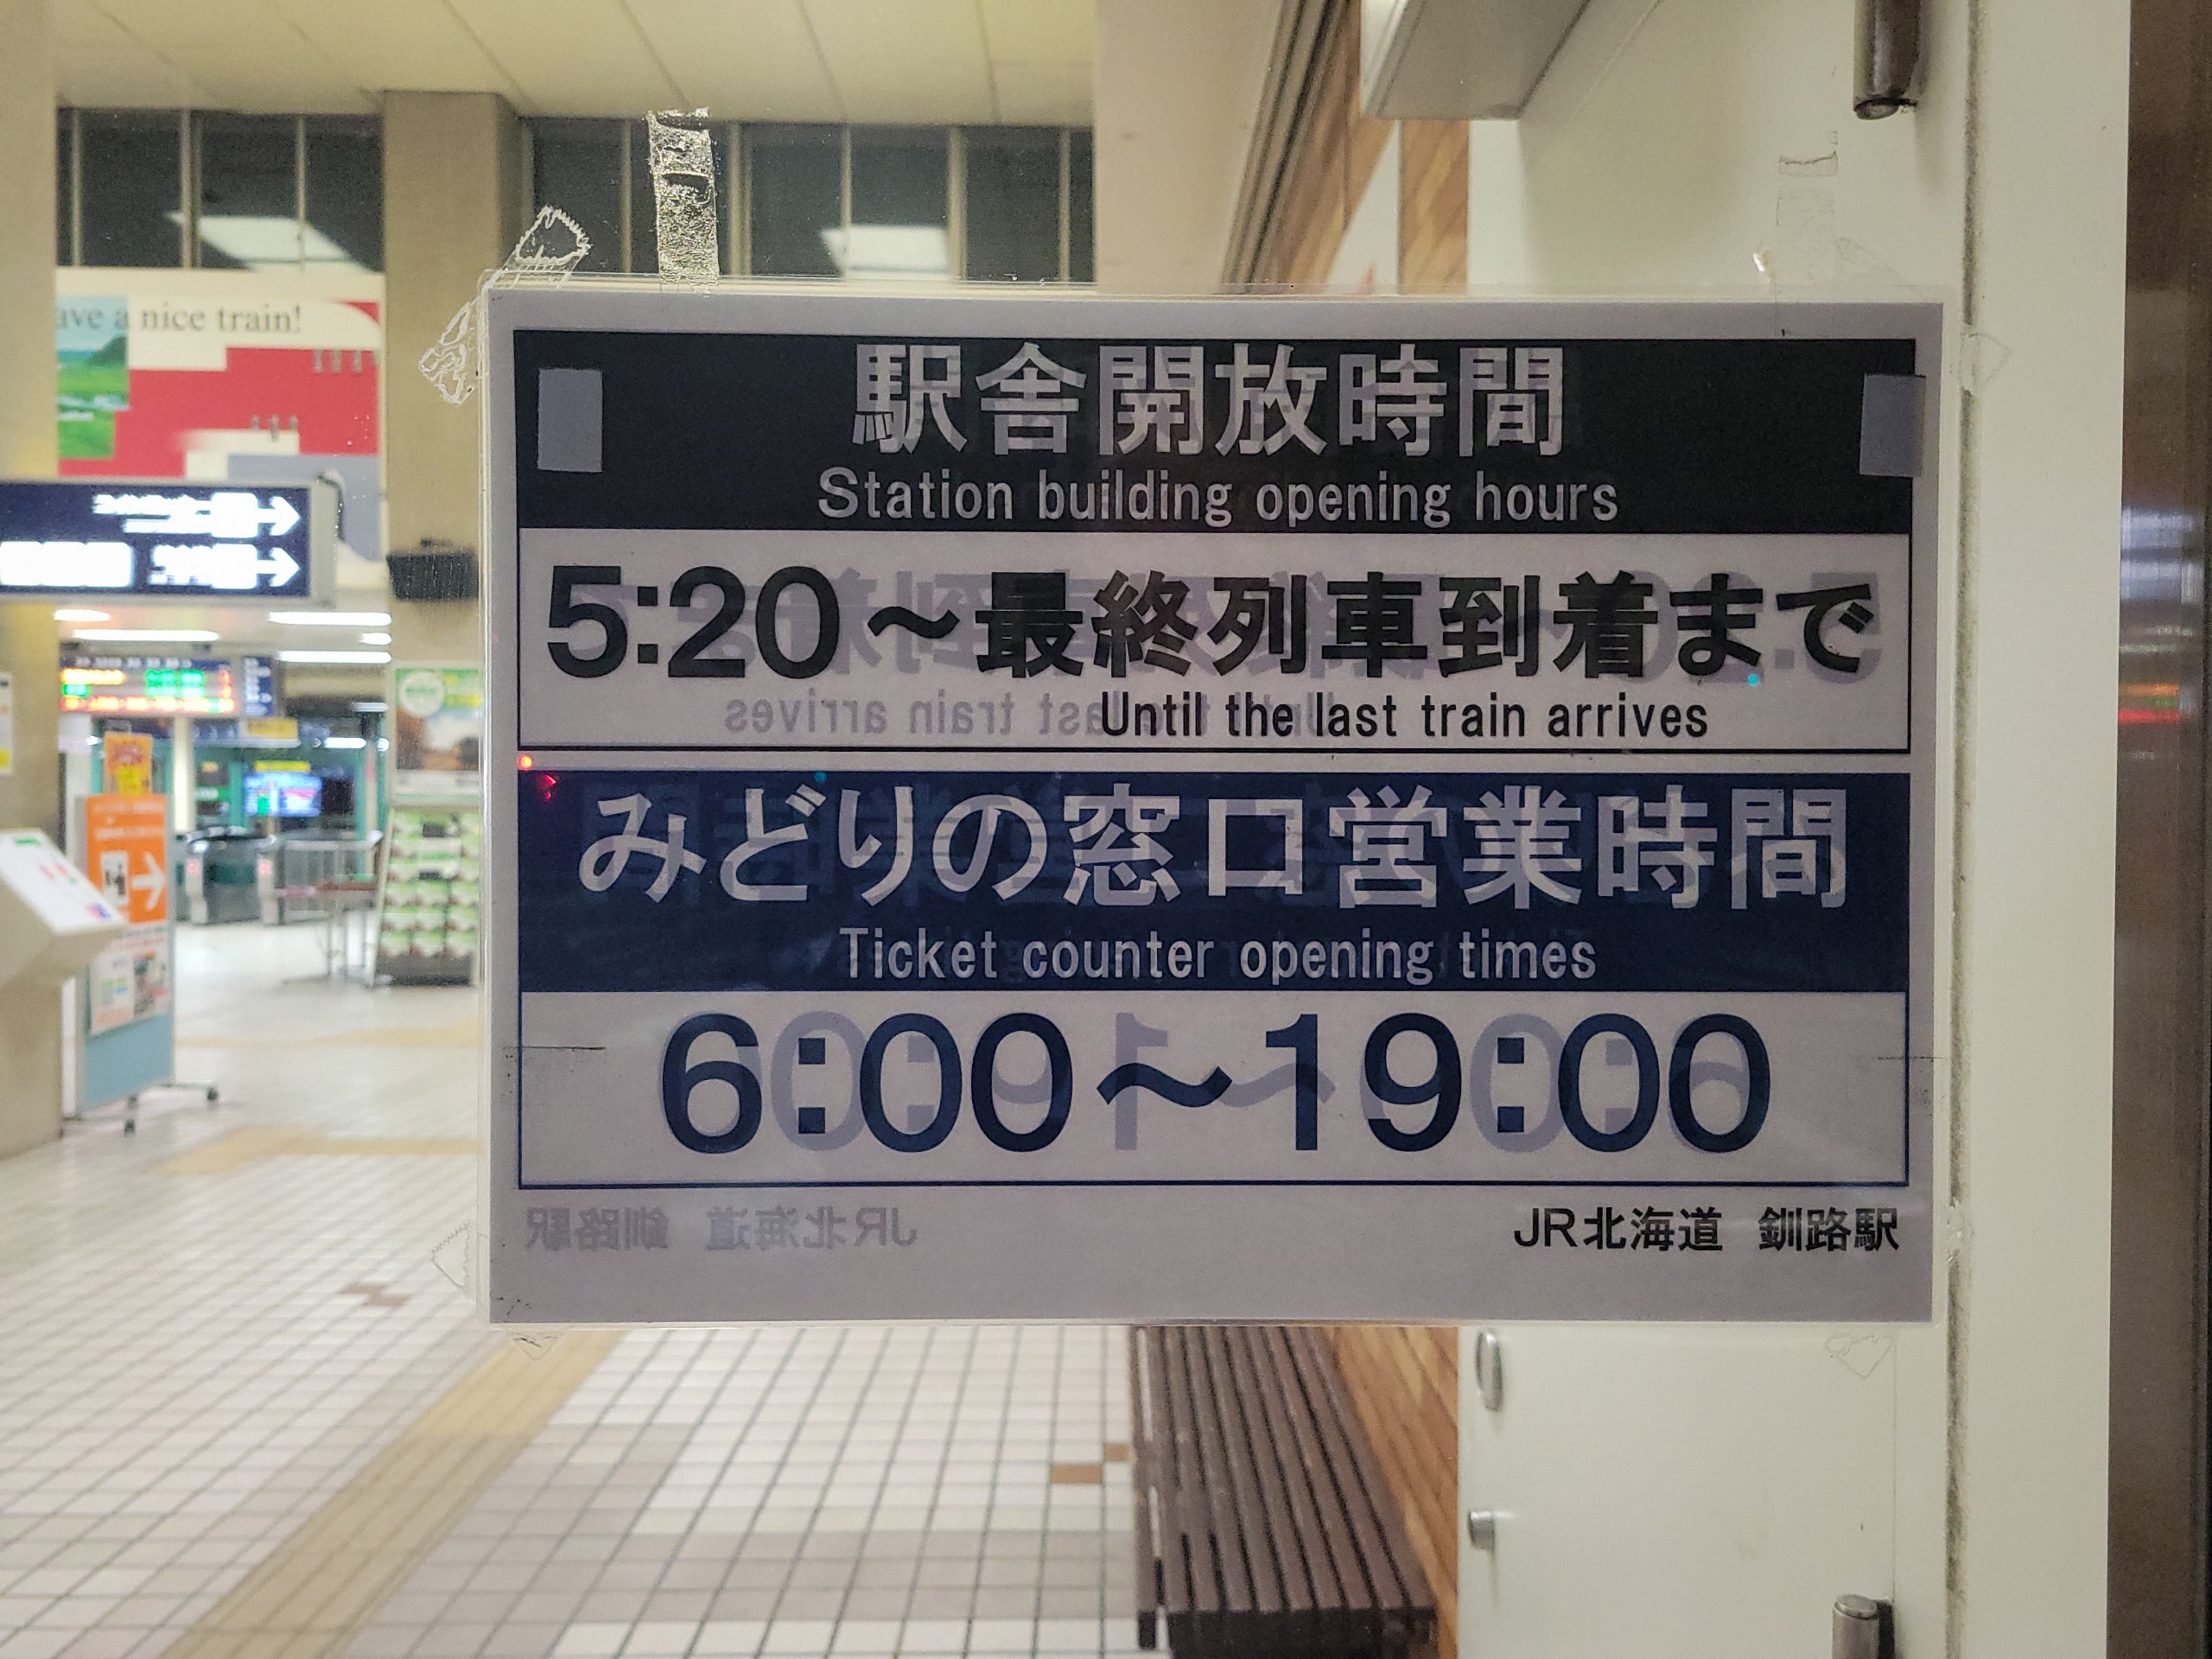 ave a nice train!
駅舎開放時間
Station building opening hours
5:20～最終列車到着まで
Until the last train arrives
みどりの窓口営業時間
Ticket counter opening times
6:00～19:00
JR北海道 釧路駅